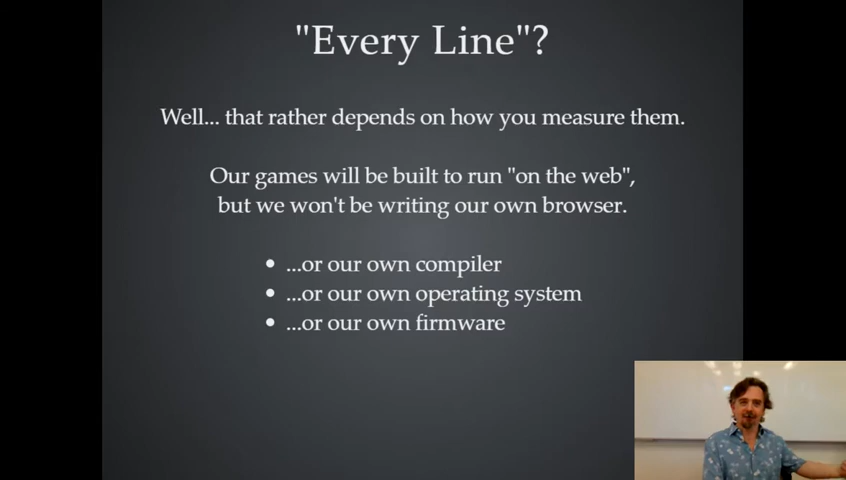 "Every Line"?
Well... that rather depends on how you measure them.
Our games will be built to run "on the web",
but we won't be writing our own browser.
• ...or our own compiler
• ...or our own operating system
• ...or our own firmware